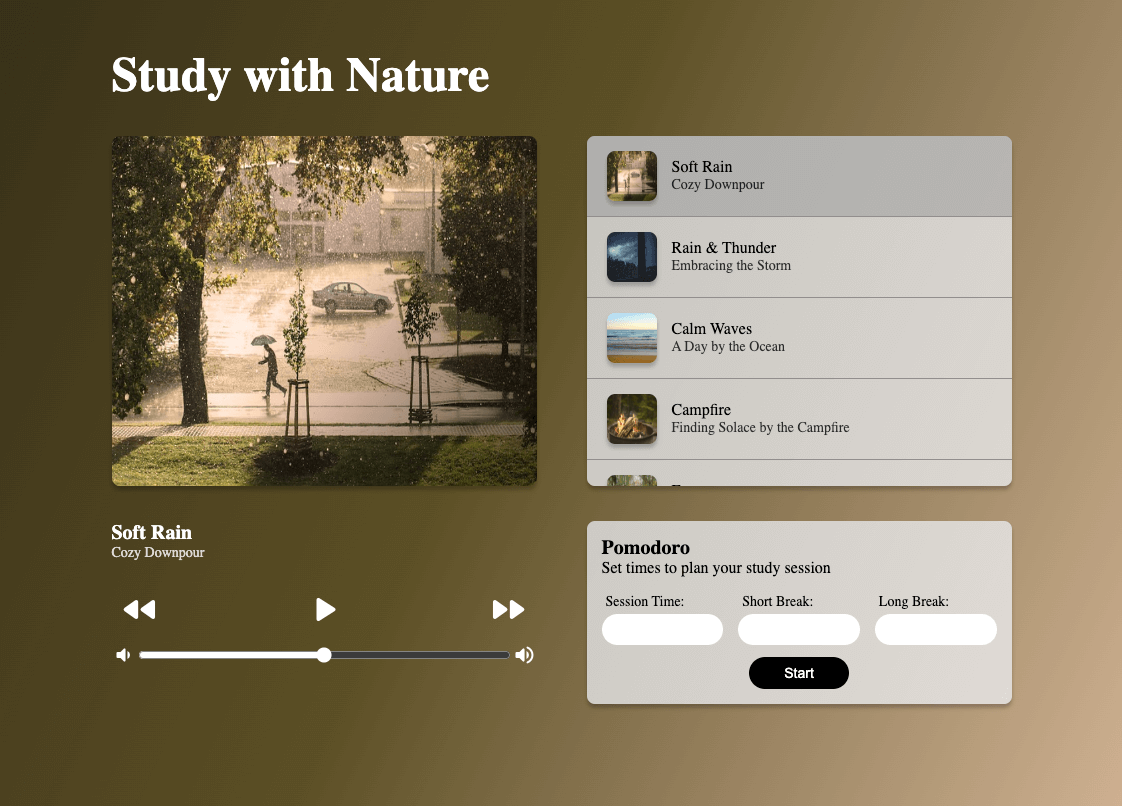 Study with Nature
Soft Rain
Cozy Downpour
Rain & Thunder
Embracing the Storm
Calm Waves
A Day by the Ocean
Campfire
Finding Solace by the Campfire
Soft Rain
Cozy Downpour
Pomodoro
Set times to plan your study session
Session Time: Short Break: Long Break:
Start